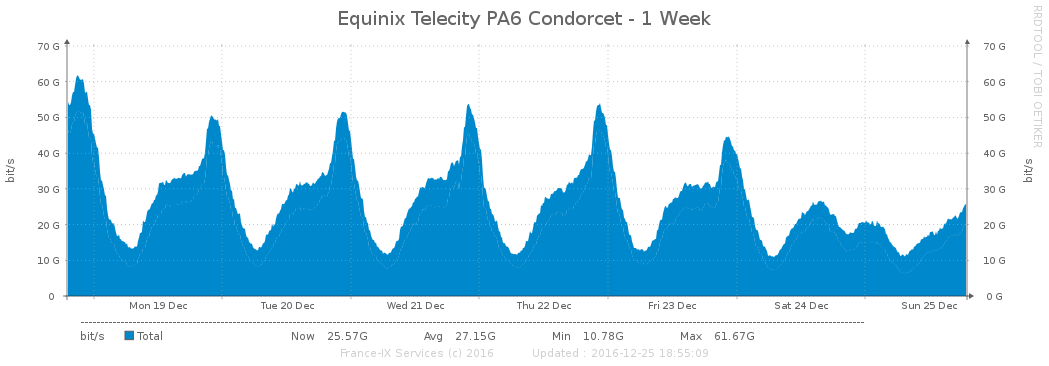 Equinix Telecity PA6 Condorcet - 1 Week
RRDTOOL / TOBI OETIKER
bit/s
bit/s
70 G 70 G
60 G 60 G
50 G 50 G
40 G 40 G
30 G 30 G
20 G 20 G
10 G 10 G
0 0 G
Mon 19 Dec Tue 20 Dec Wed 21 Dec Thu 22 Dec Fri 23 Dec Sat 24 Dec Sun 25 Dec
bit/s Total Now 25.57G Avg 27.15G Min 10.78G Max 61.67G
France-IX Services (c) 2016 Updated : 2016-12-25 18:55:09